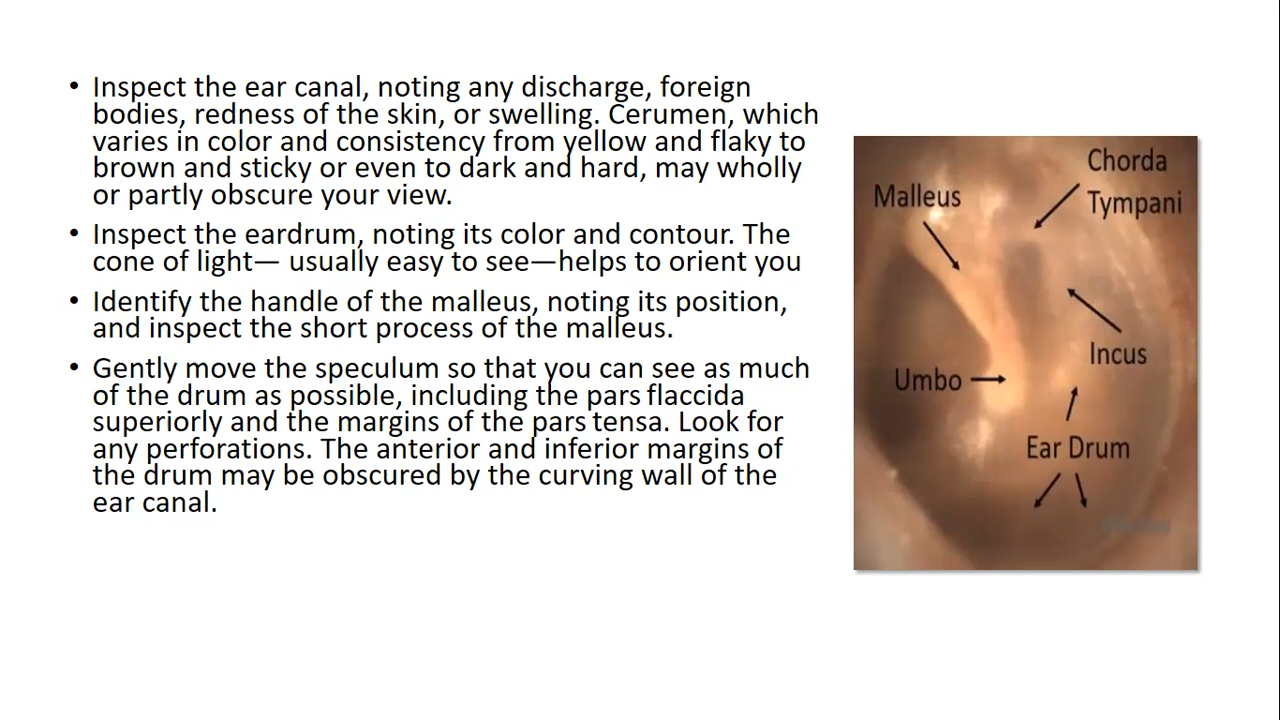 • Inspect the ear canal, noting any discharge, foreign
bodies, redness of the skin, or swelling. Cerumen, which
varies in color and consistency from yellow and flaky to
brown and sticky or even to dark and hard, may wholly
or partly obscure your view.
• Inspect the eardrum, noting its color and contour. The
cone of light— usually easy to see—helps to orient you
• Identify the handle of the malleus, noting its position,
and inspect the short process of the malleus.
• Gently move the speculum so that you can see as much
of the drum as possible, including the pars flaccida
superiorly and the margins of the pars tensa. Look for
any perforations. The anterior and inferior margins of
the drum may be obscured by the curving wall of the
ear canal.
Chorda
Tympani
Malleus
Incus
Umbo
Ear Drum